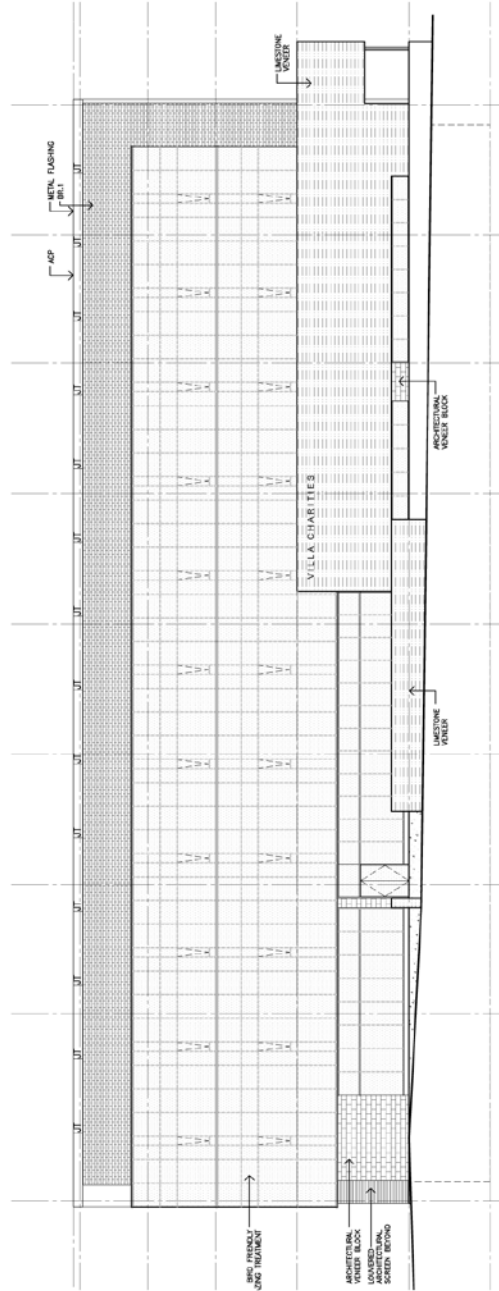 ACP
METAL FLASHING
BR.1
LIMESTONE
VENEER
VILLA CHARITIES
BIRD FRIENDLY
ZING TREATMENT
ARCHITECTURAL
VENEER BLOCK
LOUVERED
ARCHITECTURAL
SCREEN BEYOND
LIMESTONE
VENEER
ARCHITECTURAL
VENEER BLOCK